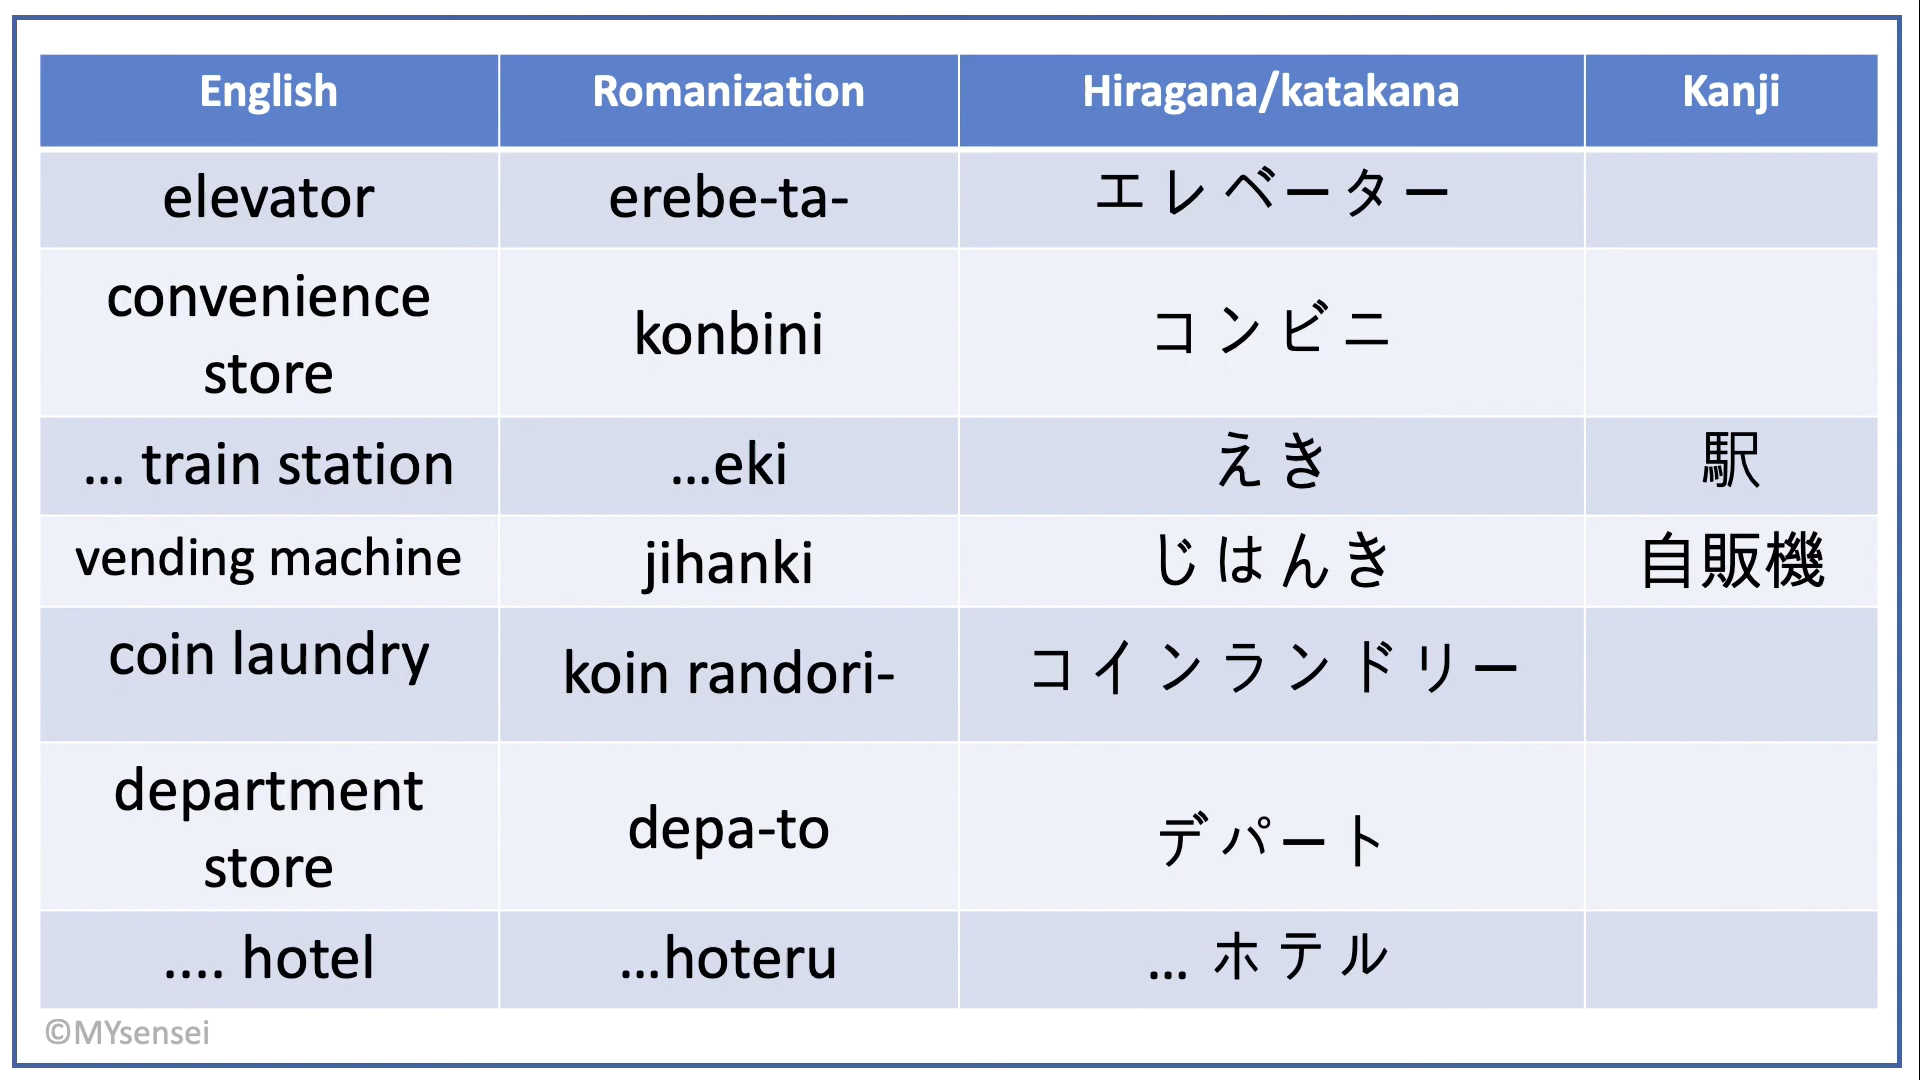 English Romanization Hiragana/katakana Kanji
elevator erebe-ta- エレベーター
convenience
store konbini コンビニ
... train station ...eki えき 駅
vending machine jihanki じはんき 自販機
coin laundry koin randori- コインランドリー
department
store depa-to デパート
.... hotel ...hoteru ... ホテル
©MYsensei